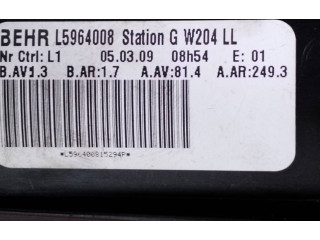 BEHR L5964008 Station G W204 LL
Nr Ctrl: L1 05.03.09 08h54 E: 01
B.AV:1.3 B.AR:1.7 A.AV:81.4 A.AR:249.3
*L596400815294P*